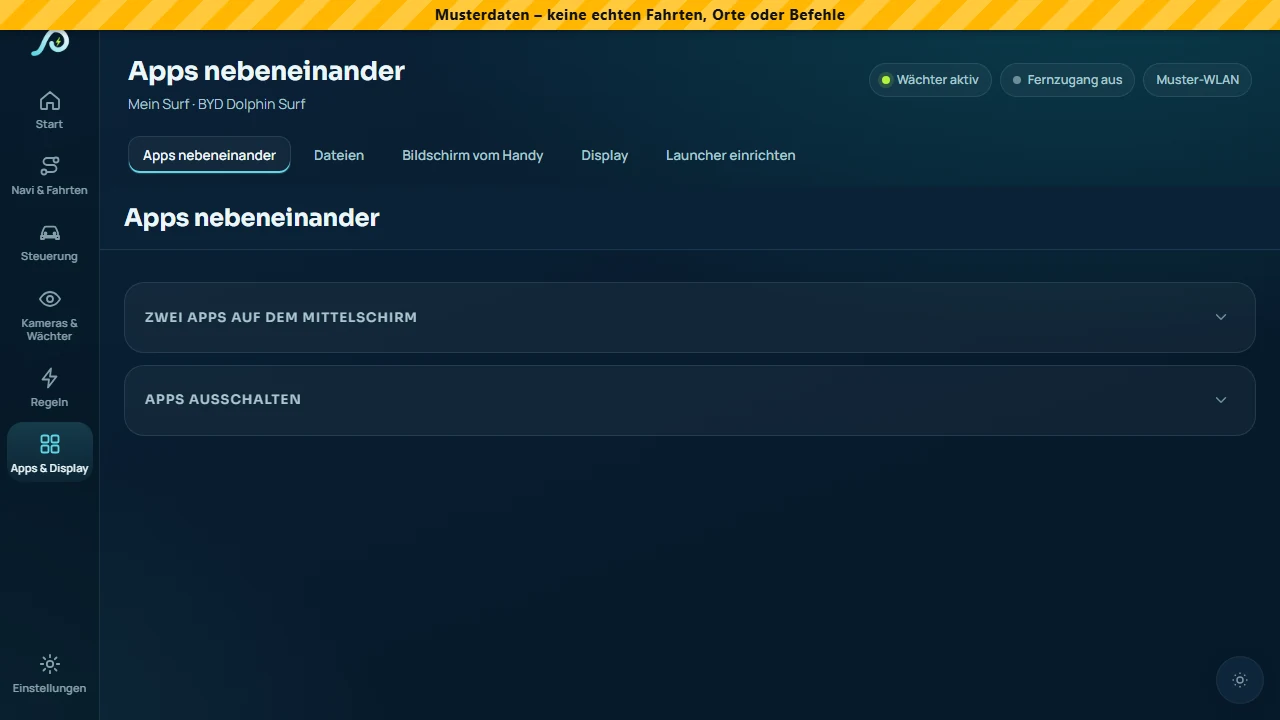 Musterdaten – keine echten Fahrten, Orte oder Befehle
Apps nebeneinander
Mein Surf · BYD Dolphin Surf
Wächter aktiv
Fernzugang aus
Muster-WLAN
Start
Navi & Fahrten
Steuerung
Kameras &
Wächter
Regeln
Apps & Display
Einstellungen
Apps nebeneinander
Dateien
Bildschirm vom Handy
Display
Launcher einrichten
Apps nebeneinander
ZWEI APPS AUF DEM MITTELSCHIRM
APPS AUSSCHALTEN